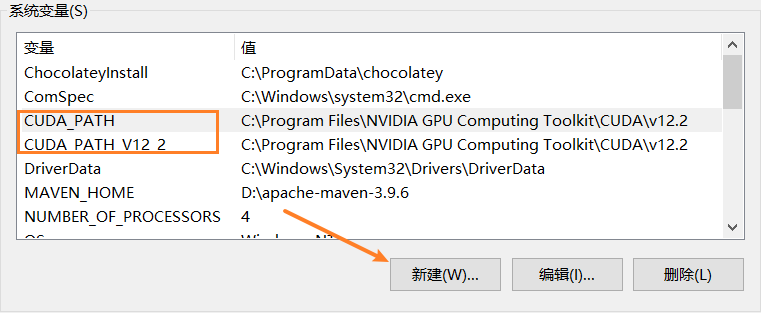 系统变量(S)
变量 值
ChocolateyInstall C:\ProgramData\chocolatey
ComSpec C:\Windows\system32\cmd.exe
CUDA_PATH C:\Program Files\NVIDIA GPU Computing Toolkit\CUDA\v12.2
CUDA_PATH_V12_2 C:\Program Files\NVIDIA GPU Computing Toolkit\CUDA\v12.2
DriverData C:\Windows\System32\Drivers\DriverData
MAVEN_HOME D:\apache-maven-3.9.6
NUMBER_OF_PROCESSORS 4
OS Windows_NT
新建(W)... 编辑(I)... 删除(L)